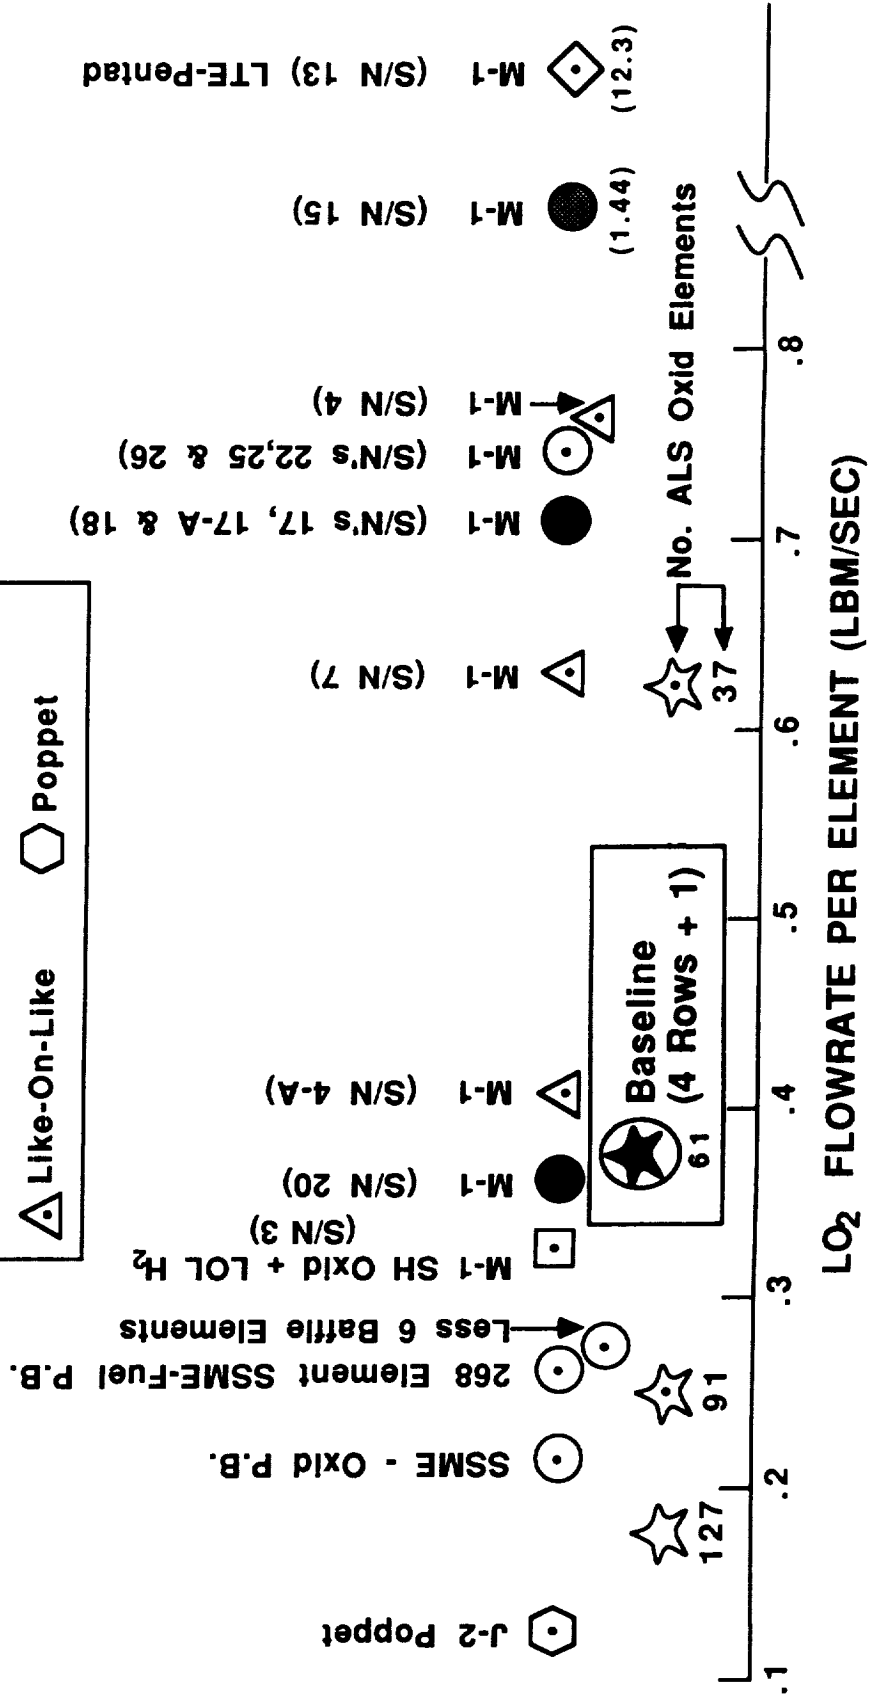 Like-On-Like
Poppet
J-2 Poppet
SSME - Oxid P.B.
268 Element SSME-Fuel P.B.
Less 6 Baffle Elements
M-1 SH Oxid + LOL H2
(S/N 3)
M-1 (S/N 20)
M-1 (S/N 4-A)
M-1 (S/N 7)
M-1 (S/N's 17, 17-A & 18)
M-1 (S/N's 22,25 & 26)
M-1 (S/N 4)
M-1 (S/N 15)
(1.44)
M-1 (S/N 13) LTE-Pentad
(12.3)
127
91
61
Baseline
(4 Rows + 1)
37
No. ALS Oxid Elements
.1 .2 .3 .4 .5 .6 .7 .8
LO2 FLOWRATE PER ELEMENT (LBM/SEC)